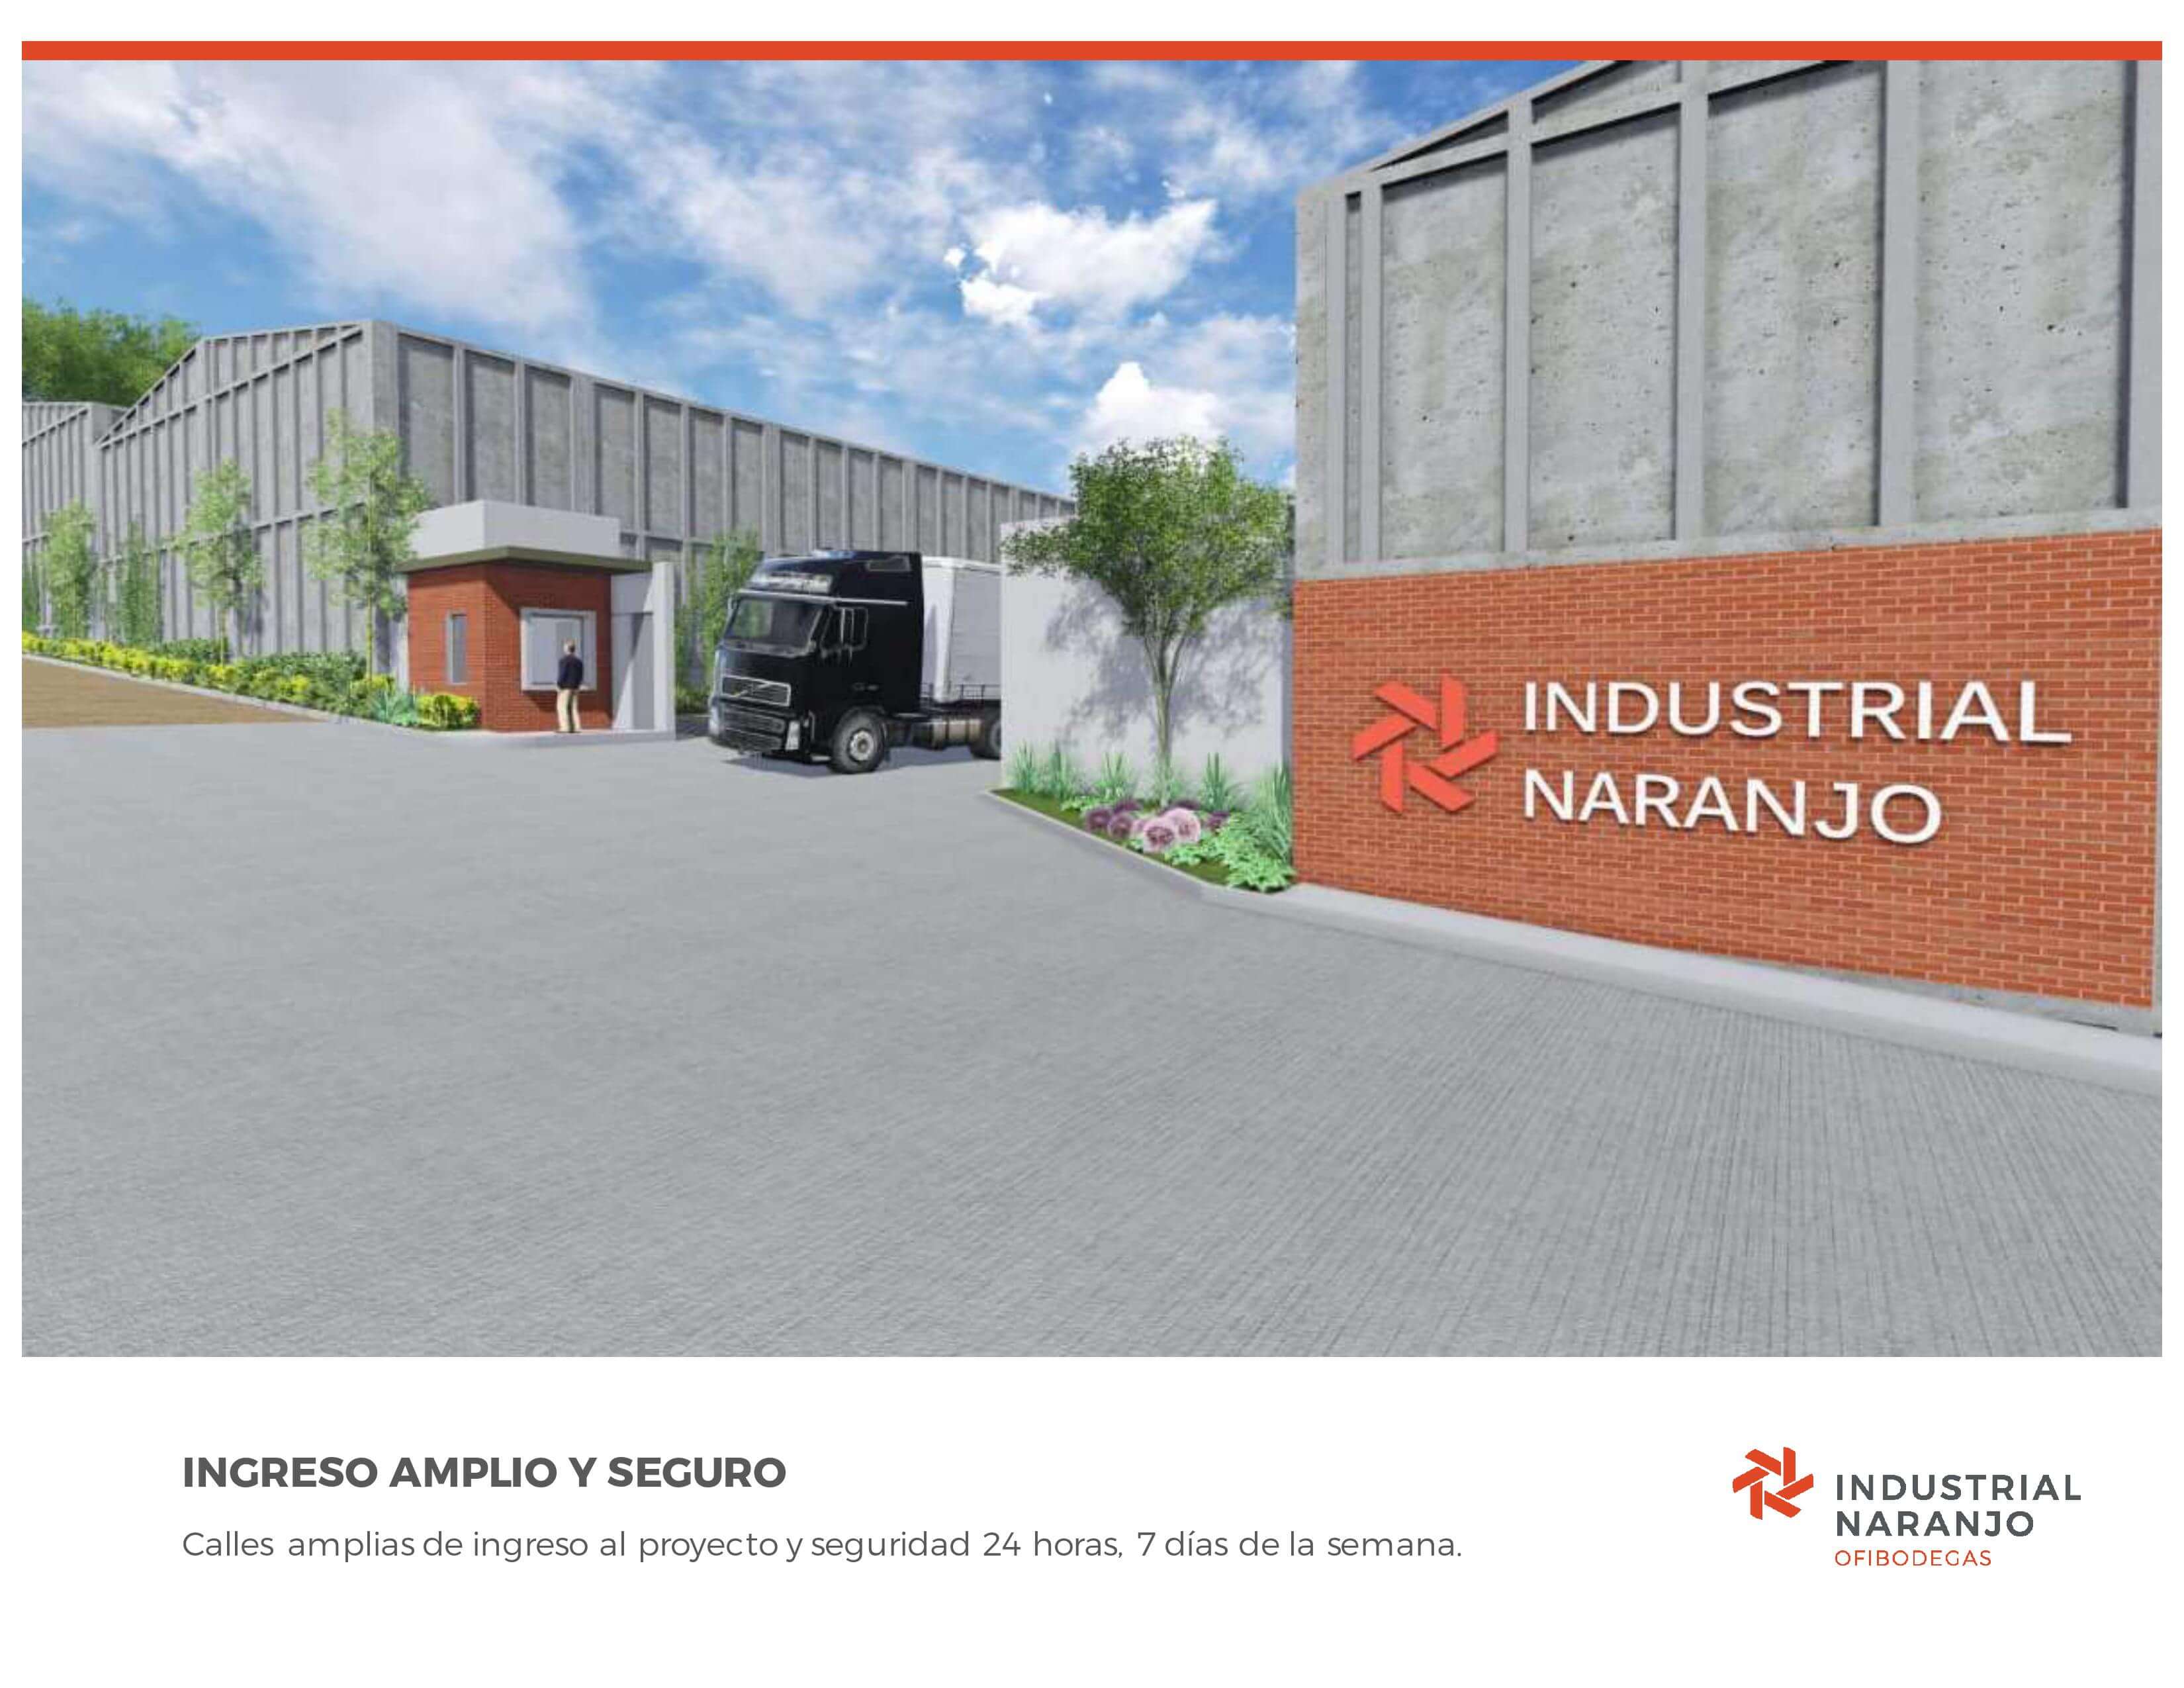 INDUSTRIAL
NARANJO
INGRESO AMPLIO Y SEGURO
Calles amplias de ingreso al proyecto y seguridad 24 horas, 7 días de la semana.
INDUSTRIAL
NARANJO
OFIBODEGAS